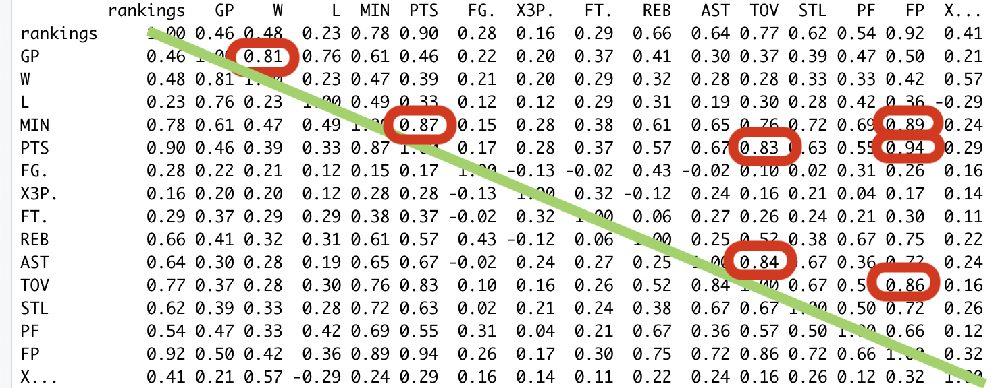 rankings GP W L MIN PTS FG. X3P. FT. REB AST TOV STL PF FP X...
rankings 1.00 0.46 0.48 0.23 0.78 0.90 0.28 0.16 0.29 0.66 0.64 0.77 0.62 0.54 0.92 0.41
GP 0.46 1.00 0.81 0.76 0.61 0.46 0.22 0.20 0.37 0.41 0.30 0.37 0.39 0.47 0.50 0.21
W 0.48 0.81 1.00 0.23 0.47 0.39 0.21 0.20 0.29 0.32 0.28 0.28 0.33 0.33 0.42 0.57
L 0.23 0.76 0.23 1.00 0.49 0.33 0.12 0.12 0.29 0.31 0.19 0.30 0.28 0.42 0.36 -0.29
MIN 0.78 0.61 0.47 0.49 1.00 0.87 0.15 0.28 0.38 0.61 0.65 0.76 0.72 0.69 0.89 0.24
PTS 0.90 0.46 0.39 0.33 0.87 1.00 0.17 0.28 0.37 0.57 0.67 0.83 0.63 0.55 0.94 0.29
FG. 0.28 0.22 0.21 0.12 0.15 0.17 1.00 -0.13 -0.02 0.43 -0.02 0.10 0.02 0.31 0.26 0.16
X3P. 0.16 0.20 0.20 0.12 0.28 0.28 -0.13 1.00 0.32 -0.12 0.24 0.16 0.21 0.04 0.17 0.14
FT. 0.29 0.37 0.29 0.29 0.38 0.37 -0.02 0.32 1.00 0.06 0.27 0.26 0.24 0.21 0.30 0.11
REB 0.66 0.41 0.32 0.31 0.61 0.57 0.43 -0.12 0.06 1.00 0.25 0.52 0.38 0.67 0.75 0.22
AST 0.64 0.30 0.28 0.19 0.65 0.67 -0.02 0.24 0.27 0.25 1.00 0.84 0.67 0.36 0.72 0.24
TOV 0.77 0.37 0.28 0.30 0.76 0.83 0.10 0.16 0.26 0.52 0.84 1.00 0.67 0.57 0.86 0.16
STL 0.62 0.39 0.33 0.28 0.72 0.63 0.02 0.21 0.24 0.38 0.67 0.67 1.00 0.50 0.72 0.26
PF 0.54 0.47 0.33 0.42 0.69 0.55 0.31 0.04 0.21 0.67 0.36 0.57 0.50 1.00 0.66 0.12
FP 0.92 0.50 0.42 0.36 0.89 0.94 0.26 0.17 0.30 0.75 0.72 0.86 0.72 0.66 1.00 0.32
X... 0.41 0.21 0.57 -0.29 0.24 0.29 0.16 0.14 0.11 0.22 0.24 0.16 0.26 0.12 0.32 1.00